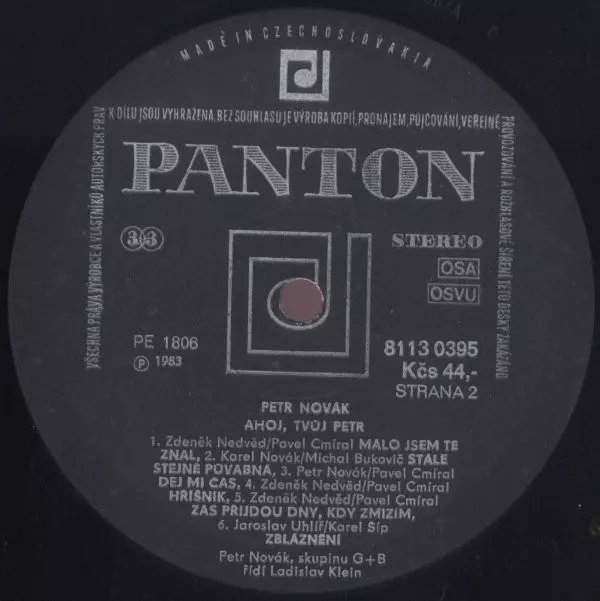 MADE IN CZECHOSLOVAKIA
VŠECHNA PRÁVA VÝROBCE A VLASTNÍKŮ AUTORSKÝCH PRÁV
K DÍLU JSOU VYHRAŽENA, BEZ SOUHLASU JE VÝROBA KOPIÍ, PRONÁJEM, PŮJČOVÁNÍ, VEŘEJNÉ
PROVOZOVÁNÍ A ROZHLASOVÉ ŠÍŘENÍ TÉTO DESKY ZAKÁZÁNO
PANTON
33 STEREO
OSA
OSVU
PE 1806 8113 0395
Ⓟ 1983 Kčs 44,-
STRANA 2
PETR NOVÁK
AHOJ, TVŮJ PETR
1. Zdeněk Nedvěd/Pavel Cmíral MÁLO JSEM TĚ
ZNAL, 2. Karel Novák/Michal Bukovič STÁLE
STEJNĚ PŮVABNÁ, 3. Petr Novák/Pavel Cmíral
DEJ MI ČAS, 4. Zdeněk Nedvěd/Pavel Cmíral
HŘÍŠNÍK, 5. Zdeněk Nedvěd/Pavel Cmíral
ZAS PŘIJDOU DNY, KDY ZMIZÍM,
6. Jaroslav Uhlíř/Karel Šíp
ZBLÁZNĚNÍ
Petr Novák, skupinu G+B
řídí Ladislav Klein